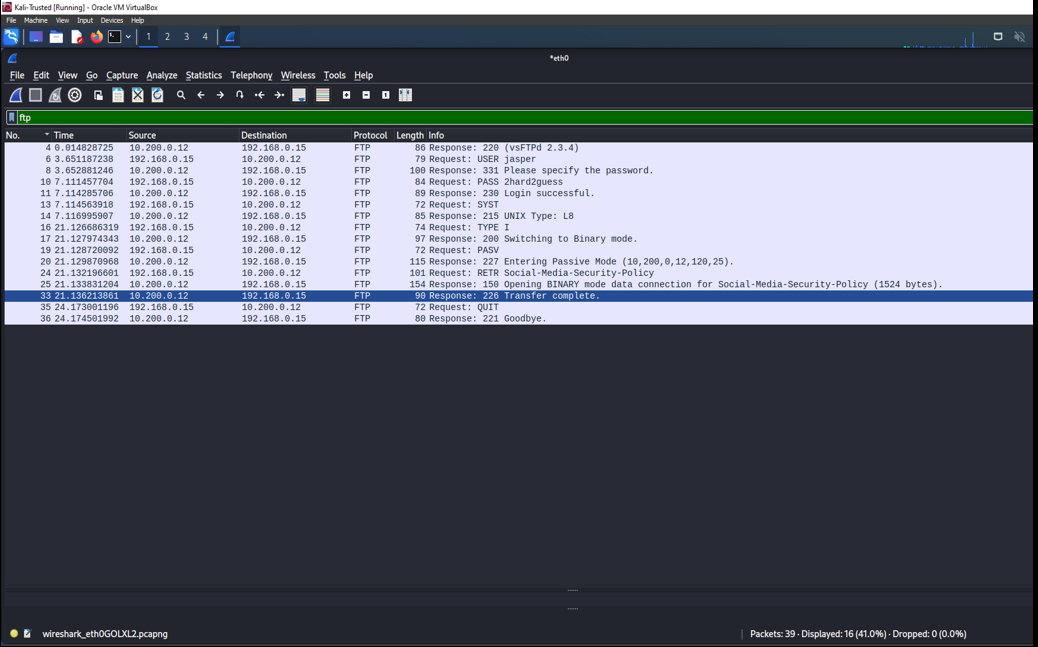 Kali-Trusted [Running] - Oracle VM VirtualBox
File Machine View Input Devices Help
1 2 3 4
*eth0
File Edit View Go Capture Analyze Statistics Telephony Wireless Tools Help
ftp
No. Time Source Destination Protocol Length Info
4 0.014828725 10.200.0.12 192.168.0.15 FTP 86 Response: 220 (vsFTPd 2.3.4)
6 3.651187238 192.168.0.15 10.200.0.12 FTP 79 Request: USER jasper
8 3.652881246 10.200.0.12 192.168.0.15 FTP 100 Response: 331 Please specify the password.
10 7.111457704 192.168.0.15 10.200.0.12 FTP 84 Request: PASS 2hard2guess
11 7.114285706 10.200.0.12 192.168.0.15 FTP 89 Response: 230 Login successful.
13 7.114563918 192.168.0.15 10.200.0.12 FTP 72 Request: SYST
14 7.116995907 10.200.0.12 192.168.0.15 FTP 85 Response: 215 UNIX Type: L8
16 21.126686319 192.168.0.15 10.200.0.12 FTP 74 Request: TYPE I
17 21.127974343 10.200.0.12 192.168.0.15 FTP 97 Response: 200 Switching to Binary mode.
19 21.128720092 192.168.0.15 10.200.0.12 FTP 72 Request: PASV
20 21.129870968 10.200.0.12 192.168.0.15 FTP 115 Response: 227 Entering Passive Mode (10,200,0,12,120,25).
24 21.132196601 192.168.0.15 10.200.0.12 FTP 101 Request: RETR Social-Media-Security-Policy
25 21.133831204 10.200.0.12 192.168.0.15 FTP 154 Response: 150 Opening BINARY mode data connection for Social-Media-Security-Policy (1524 bytes).
33 21.136213861 10.200.0.12 192.168.0.15 FTP 90 Response: 226 Transfer complete.
35 24.173001196 192.168.0.15 10.200.0.12 FTP 72 Request: QUIT
36 24.174501992 10.200.0.12 192.168.0.15 FTP 80 Response: 221 Goodbye.
wireshark_eth0GOLXL2.pcapng
Packets: 39 · Displayed: 16 (41.0%) · Dropped: 0 (0.0%)